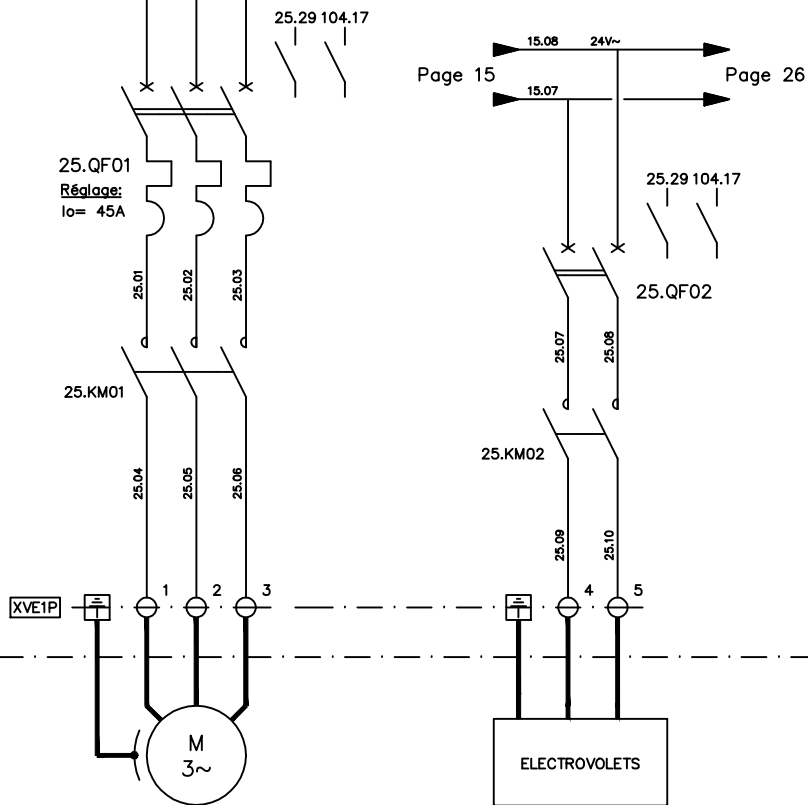 25.29 104.17
15.08 24V~
Page 15
Page 26
15.07
25.QF01
Réglage:
Io= 45A
25.29 104.17
25.01
25.02
25.03
25.QF02
25.07
25.08
25.KM01
25.KM02
25.04
25.05
25.06
25.09
25.10
XVE1P
1
2
3
4
5
M
3~
ELECTROVOLETS